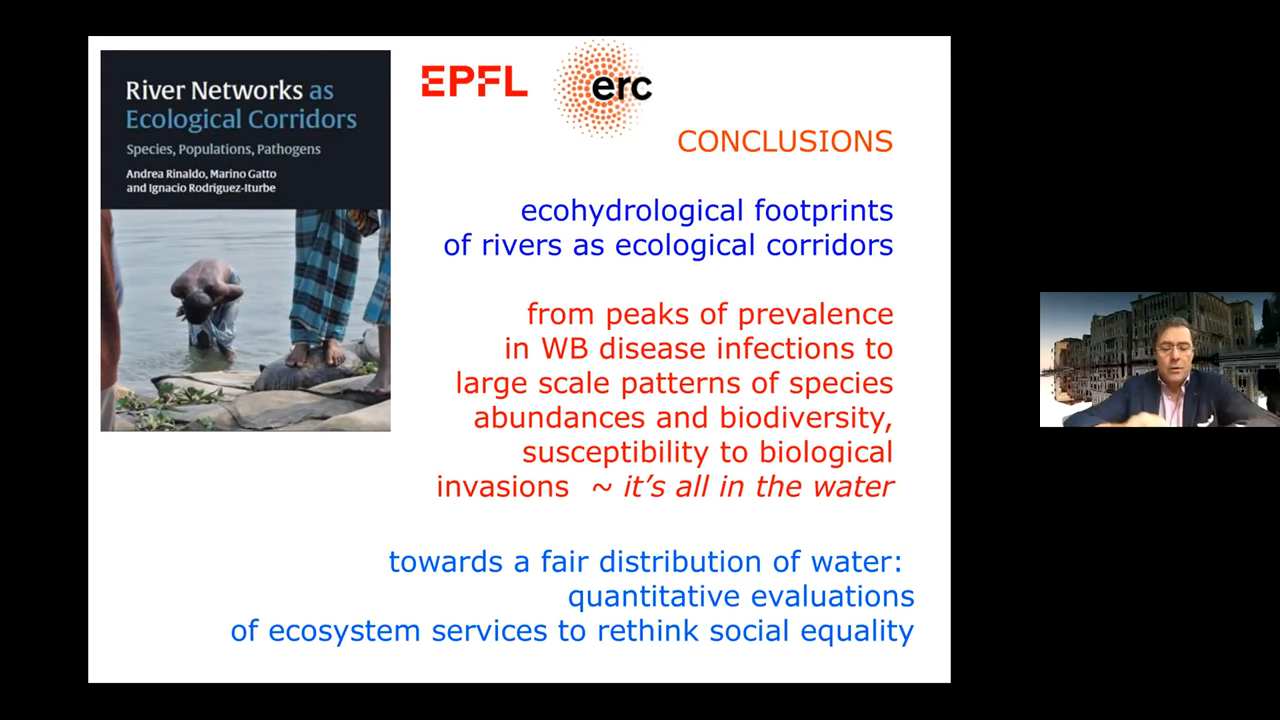 River Networks as
Ecological Corridors
Species, Populations, Pathogens
Andrea Rinaldo, Marino Gatto
and Ignacio Rodriguez-Iturbe
EPFL
erc
CONCLUSIONS
ecohydrological footprints
of rivers as ecological corridors
from peaks of prevalence
in WB disease infections to
large scale patterns of species
abundances and biodiversity,
susceptibility to biological
invasions ~ it's all in the water
towards a fair distribution of water:
quantitative evaluations
of ecosystem services to rethink social equality